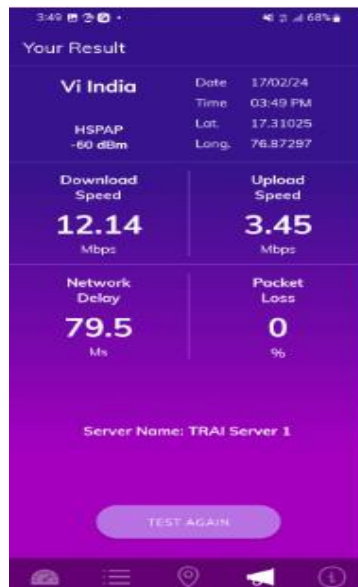 3:49
68%
Your Result
Vi India
HSPAP
-60 dBm
Date 17/02/24
Time 03:49 PM
Lat. 17.31025
Long. 76.87297
Download
Speed
12.14
Mbps
Upload
Speed
3.45
Mbps
Network
Delay
79.5
Ms
Packet
Loss
0
%
Server Name: TRAI Server 1
TEST AGAIN